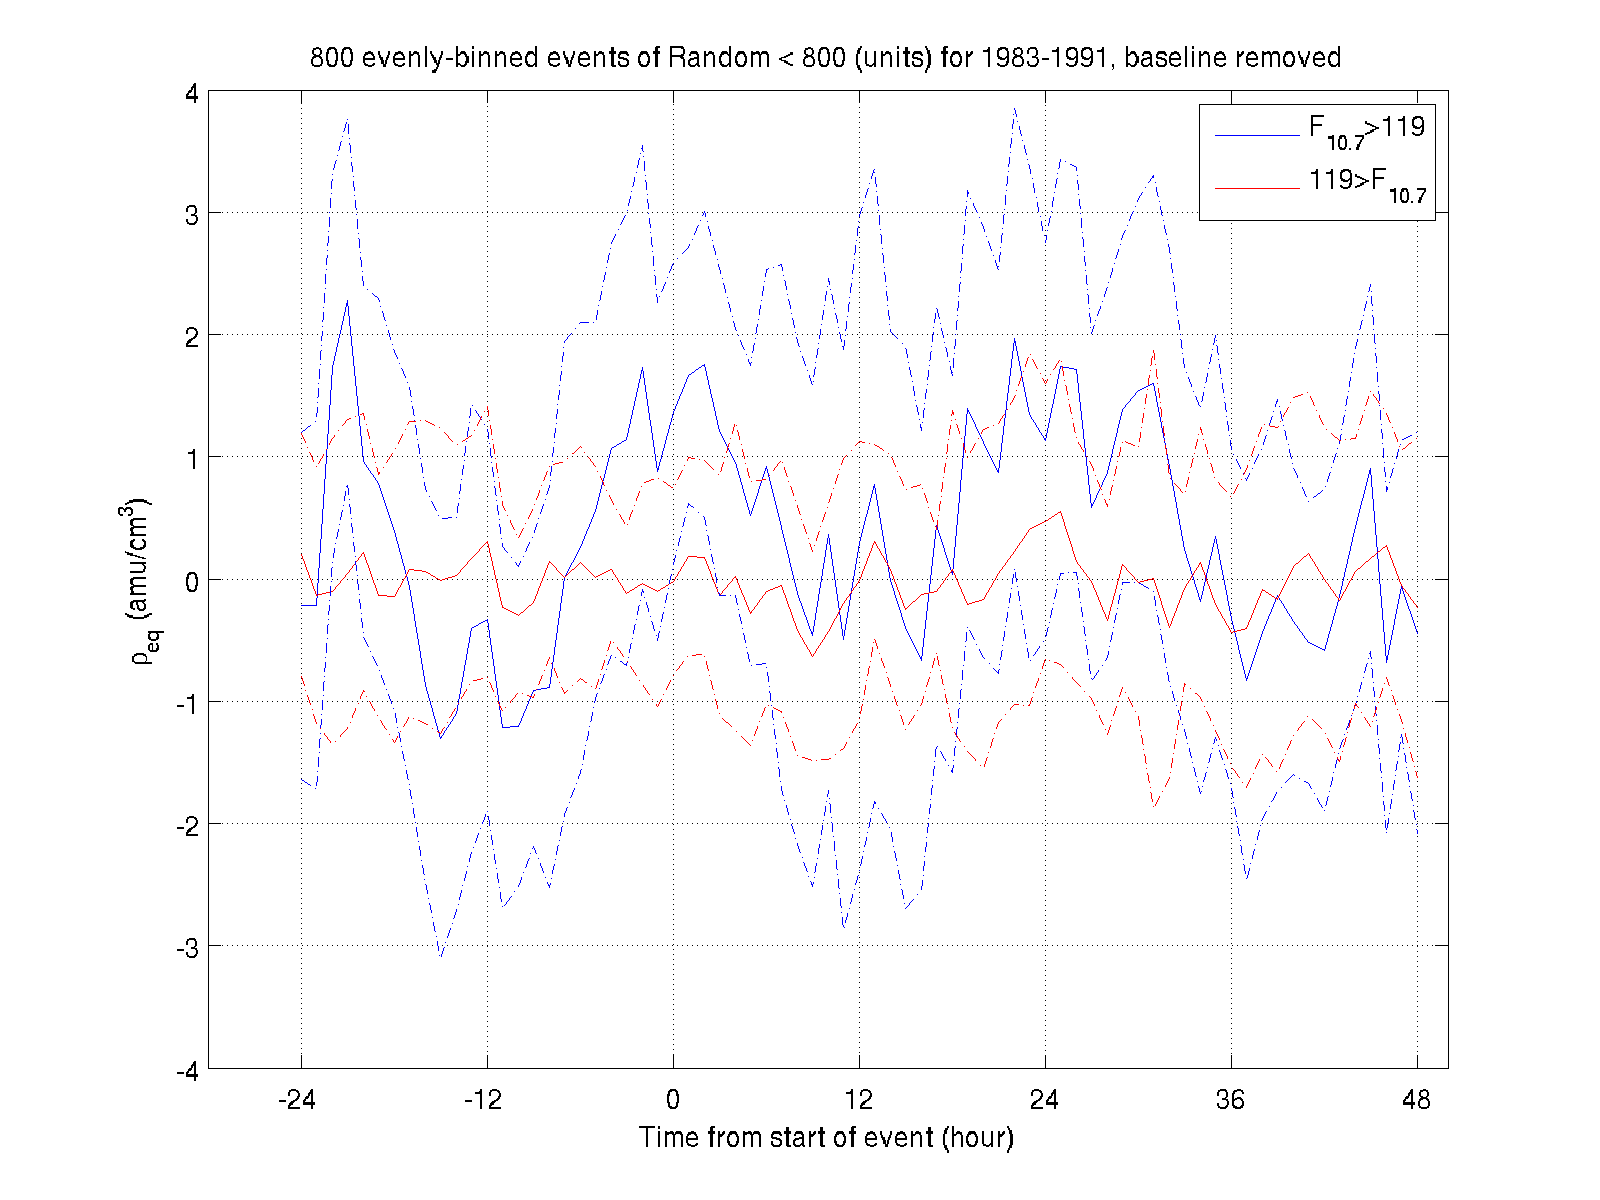 800 evenly-binned events of Random < 800 (units) for 1983-1991, baseline removed
F10.7>119
119>F10.7
4
3
2
1
0
-1
-2
-3
-4
ρeq (amu/cm3)
-24 -12 0 12 24 36 48
Time from start of event (hour)